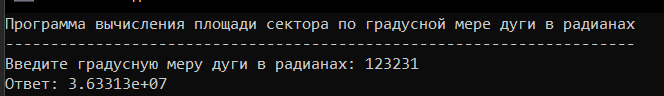 Программа вычисления площади сектора по градусной мере дуги в радианах
----------------------------------------------------------------------
Введите градусную меру дуги в радианах: 123231
Ответ: 3.63313e+07